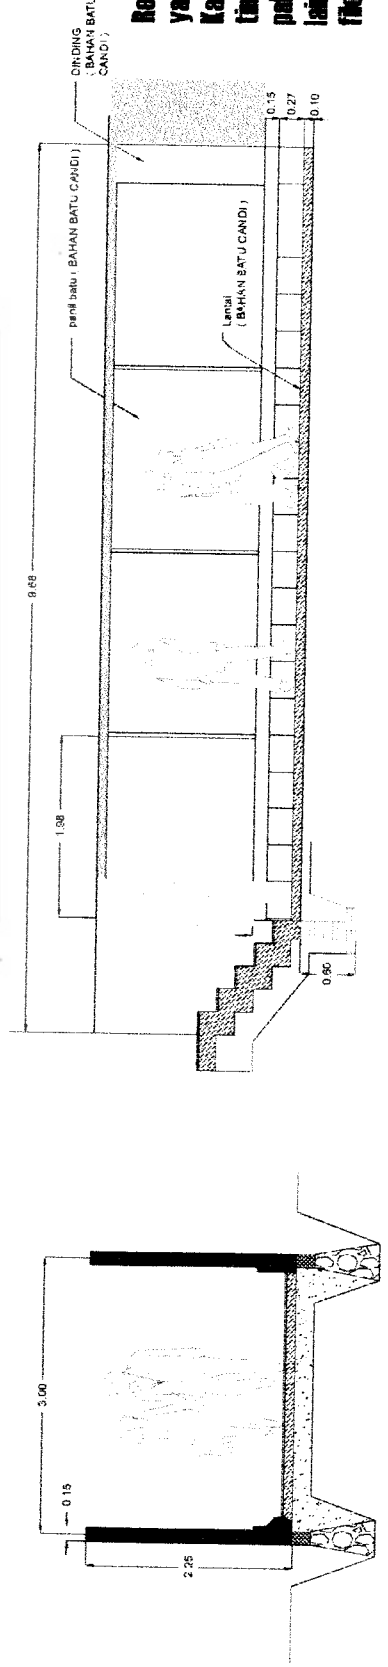 DINDING
( BAHAN BATU
CANDI )
panil batu ( BAHAN BATU CANDI )
Lantai
( BAHAN BATU CANDI )
9.68
1.98
0.15
0.27
0.10
0.60
3.00
0.15
2.25